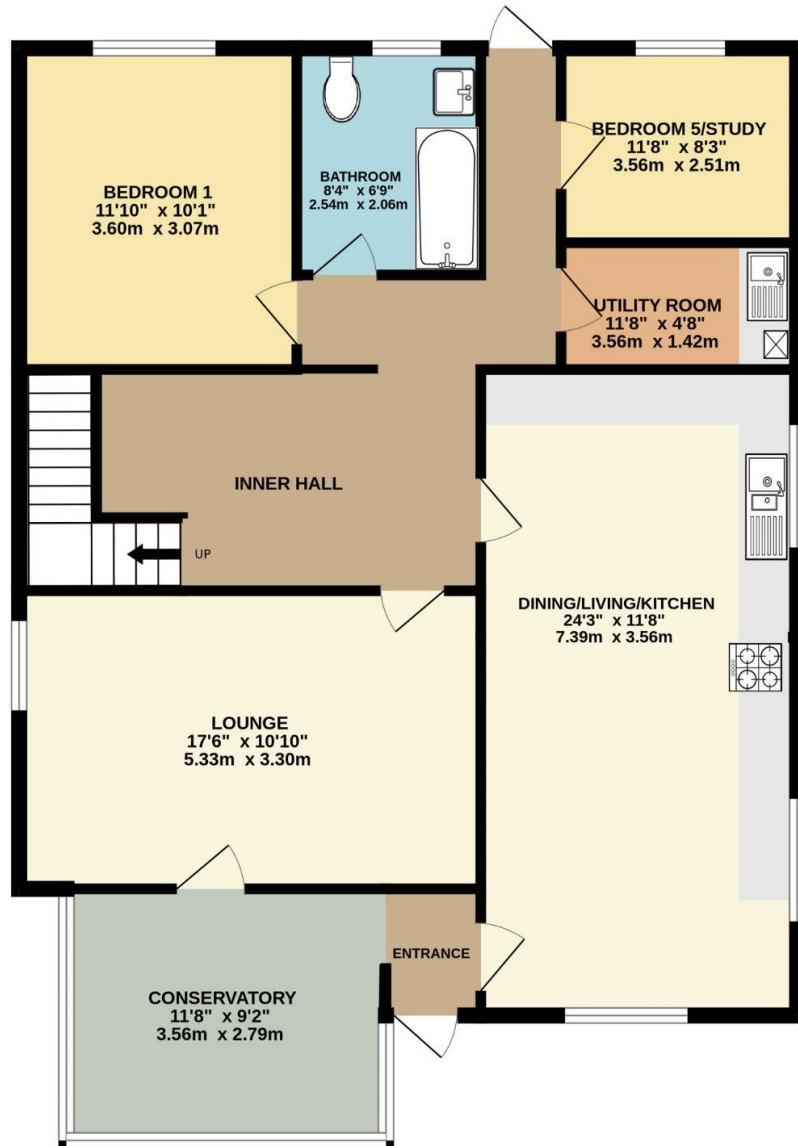 BEDROOM 1
11'10" x 10'1"
3.60m x 3.07m
BATHROOM
8'4" x 6'9"
2.54m x 2.06m
BEDROOM 5/STUDY
11'8" x 8'3"
3.56m x 2.51m
UTILITY ROOM
11'8" x 4'8"
3.56m x 1.42m
INNER HALL
UP
DINING/LIVING/KITCHEN
24'3" x 11'8"
7.39m x 3.56m
LOUNGE
17'6" x 10'10"
5.33m x 3.30m
ENTRANCE
CONSERVATORY
11'8" x 9'2"
3.56m x 2.79m